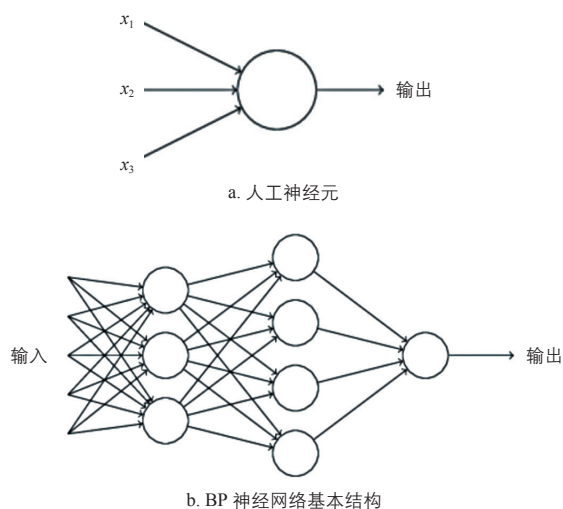 x₁
x₂
输出
x₃
a. 人工神经元
输入
输出
b. BP 神经网络基本结构